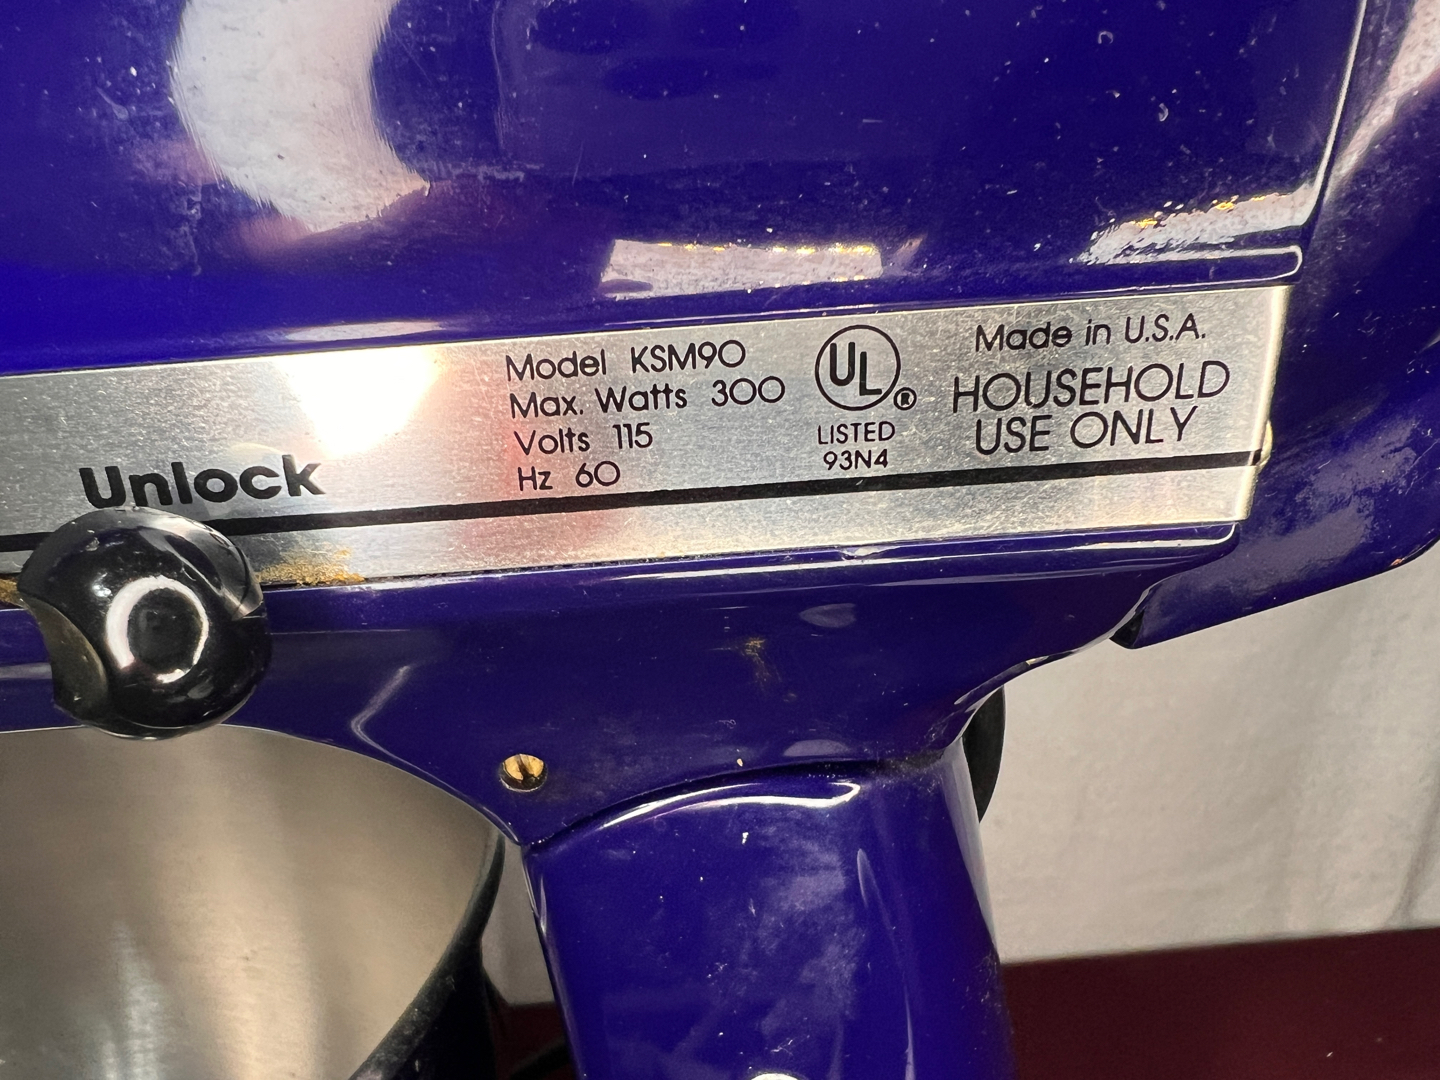 Unlock
Model KSM90
Max. Watts 300
Volts 115
Hz 60
UL®
LISTED
93N4
Made in U.S.A.
HOUSEHOLD
USE ONLY